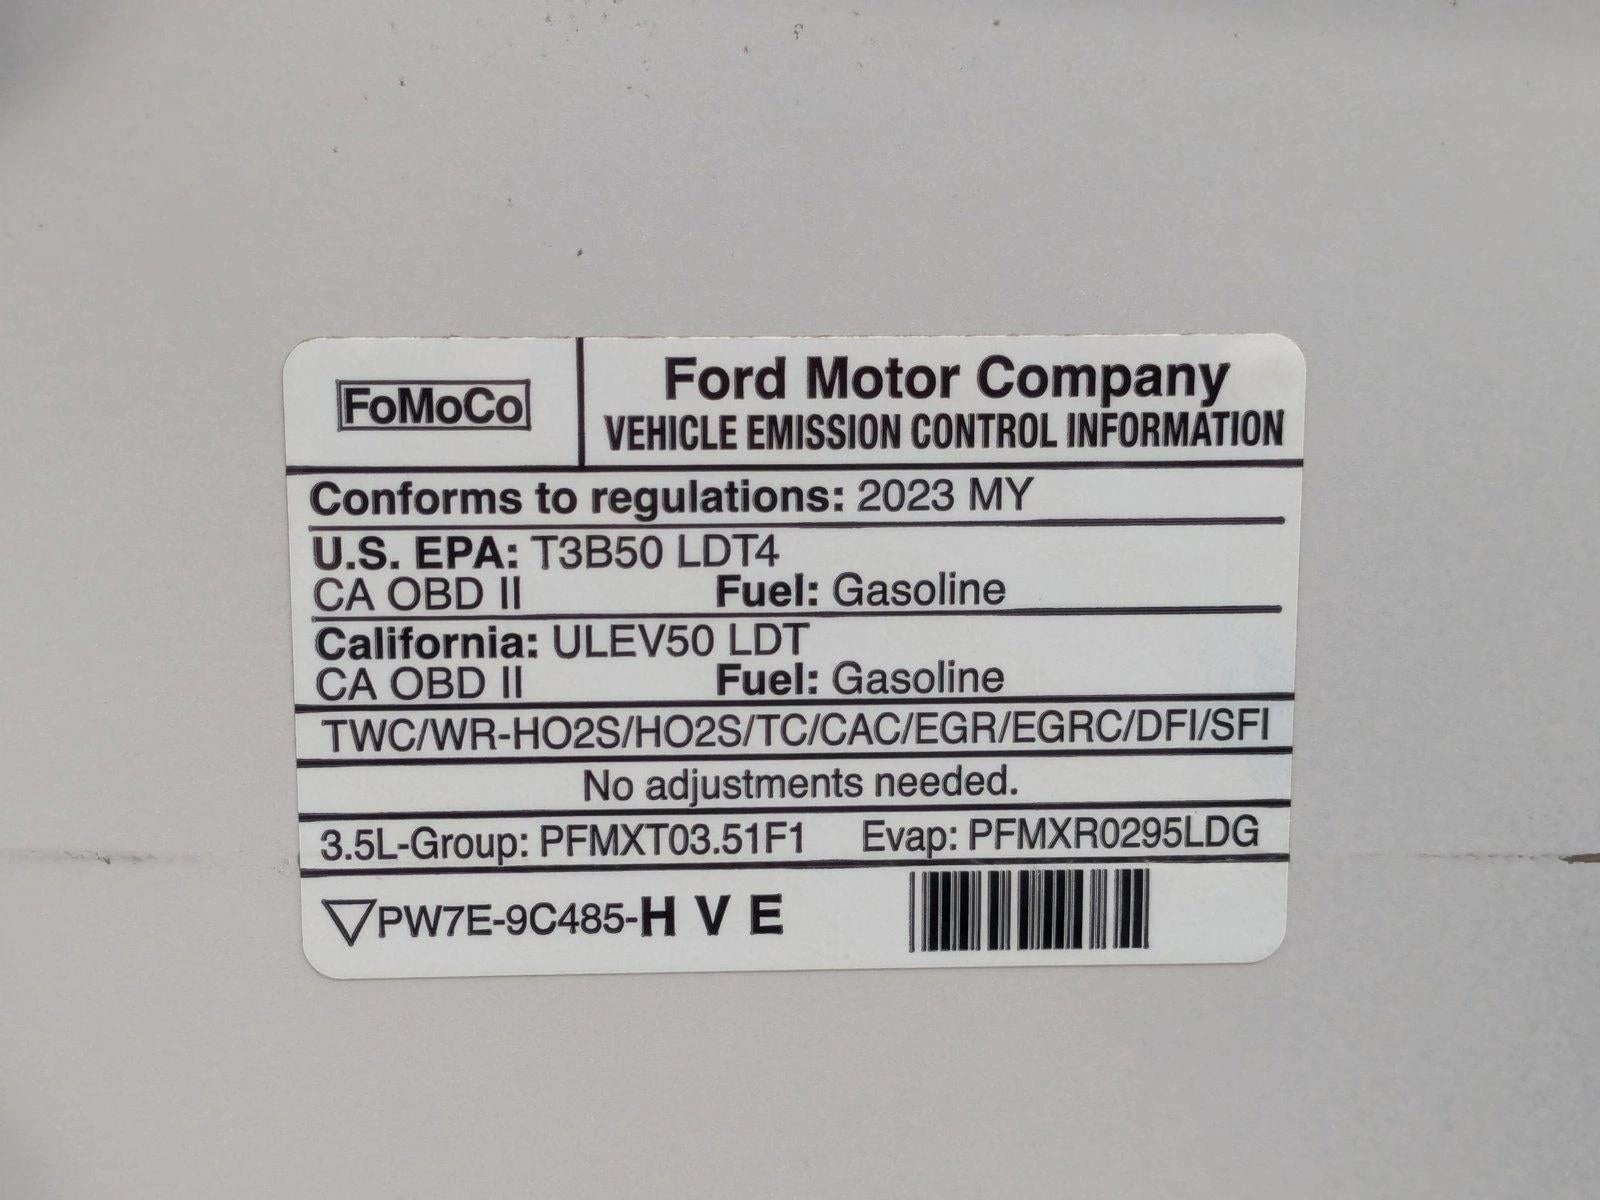 FoMoCo
Ford Motor Company
VEHICLE EMISSION CONTROL INFORMATION
Conforms to regulations: 2023 MY
U.S. EPA: T3B50 LDT4
CA OBD II Fuel: Gasoline
California: ULEV50 LDT
CA OBD II Fuel: Gasoline
TWC/WR-HO2S/HO2S/TC/CAC/EGR/EGRC/DFI/SFI
No adjustments needed.
3.5L-Group: PFMXT03.51F1 Evap: PFMXR0295LDG
PW7E-9C485-H V E